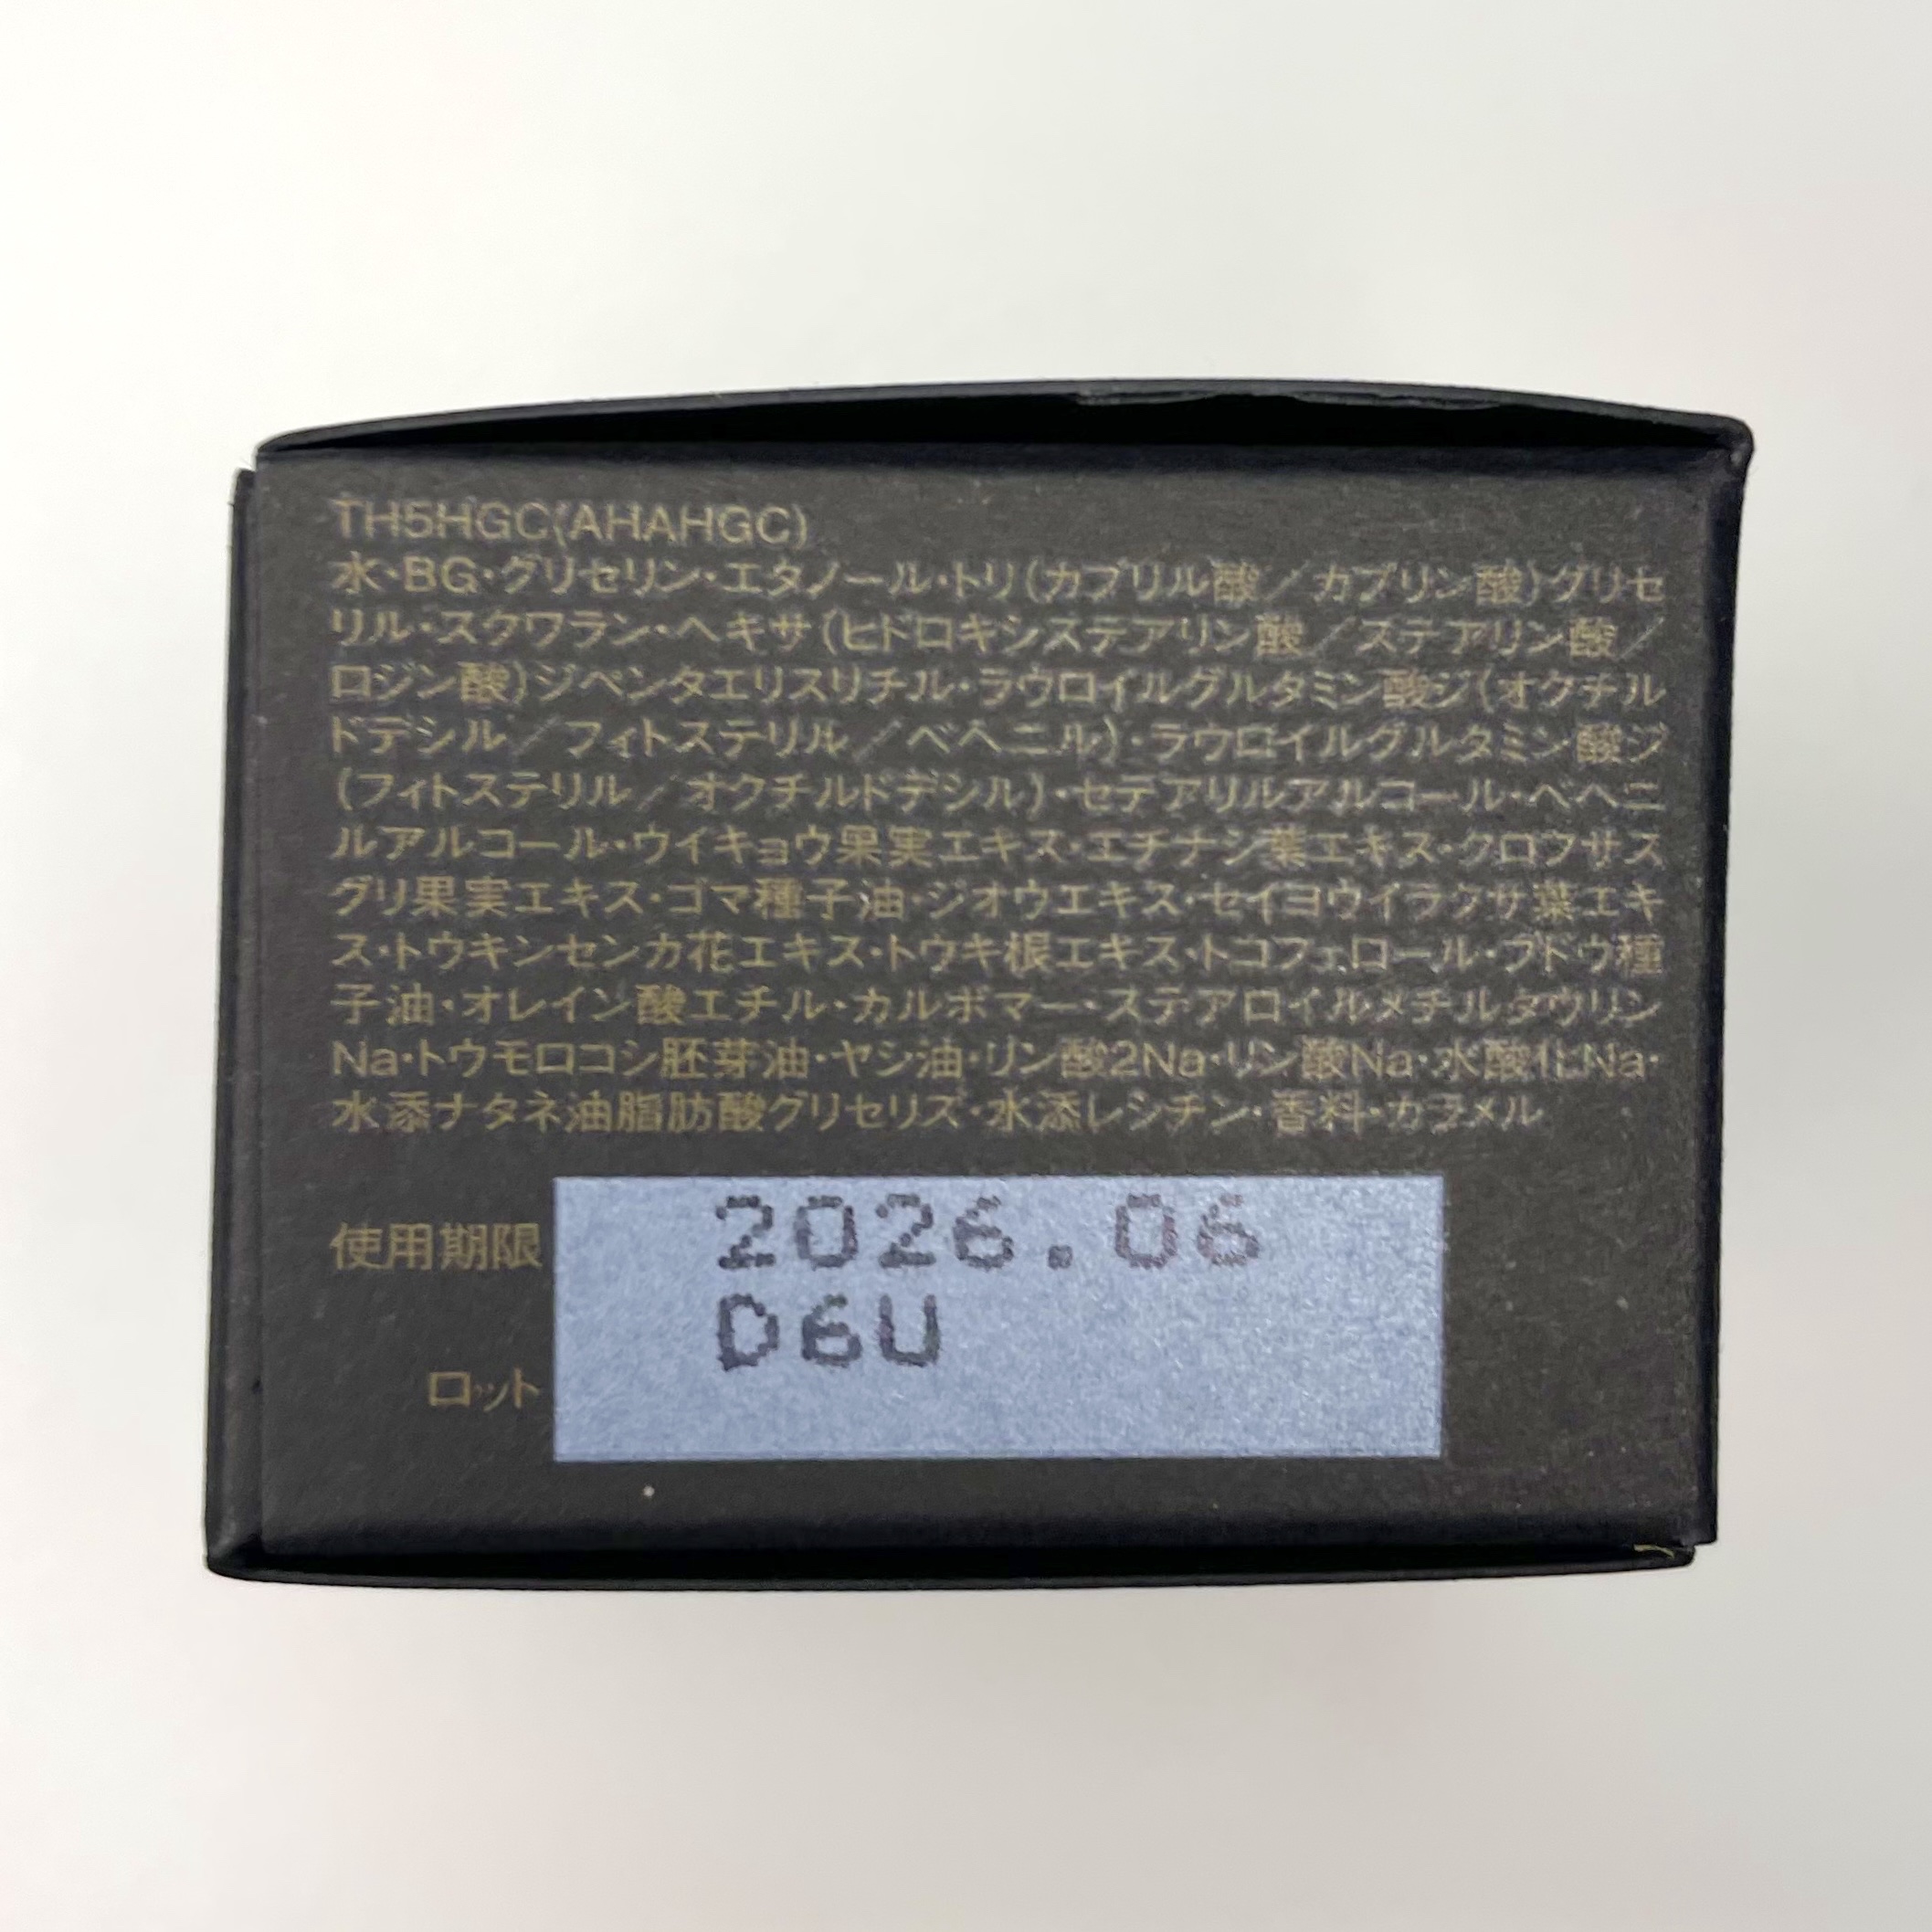 TH5HGC(AHAHGC)
水・BG・グリセリン・エタノール・トリ(カプリル酸／カプリン酸)グリセ
リル・スクワラン・ヘキサ(ヒドロキシステアリン酸／ステアリン酸／
ロジン酸)ジペンタエリスリチル・ラウロイルグルタミン酸ジ(オクチル
ドデシル／フィトステリル／ベヘニル)・ラウロイルグルタミン酸ジ
(フィトステリル／オクチルドデシル)・セテアリルアルコール・ベヘニ
ルアルコール・ウイキョウ果実エキス・エチナシ葉エキス・クロフサス
グリ果実エキス・ゴマ種子油・ジオウエキス・セイヨウイラクサ葉エキ
ス・トウキンセンカ花エキス・トウキ根エキス・トコフェロール・ブドウ種
子油・オレイン酸エチル・カルボマー・ステアロイルメチルタウリン
Na・トウモロコシ胚芽油・ヤシ油・リン酸2Na・リン酸Na・水酸化Na・
水添ナタネ油脂肪酸グリセリズ・水添レシチン・香料・カラメル
使用期限 2026.06
D6U
ロット